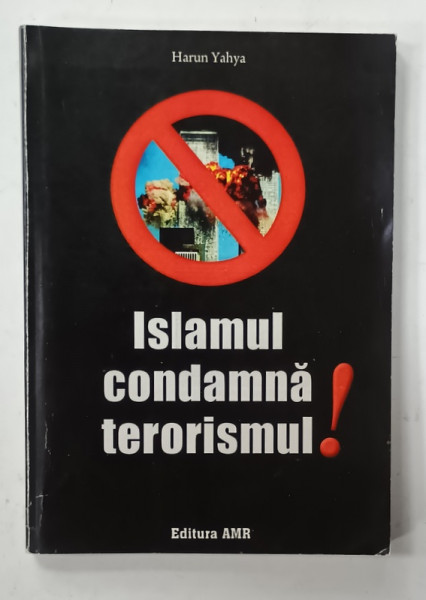 Harun Yahya
Islamul
condamnă
terorismul!
Editura AMR